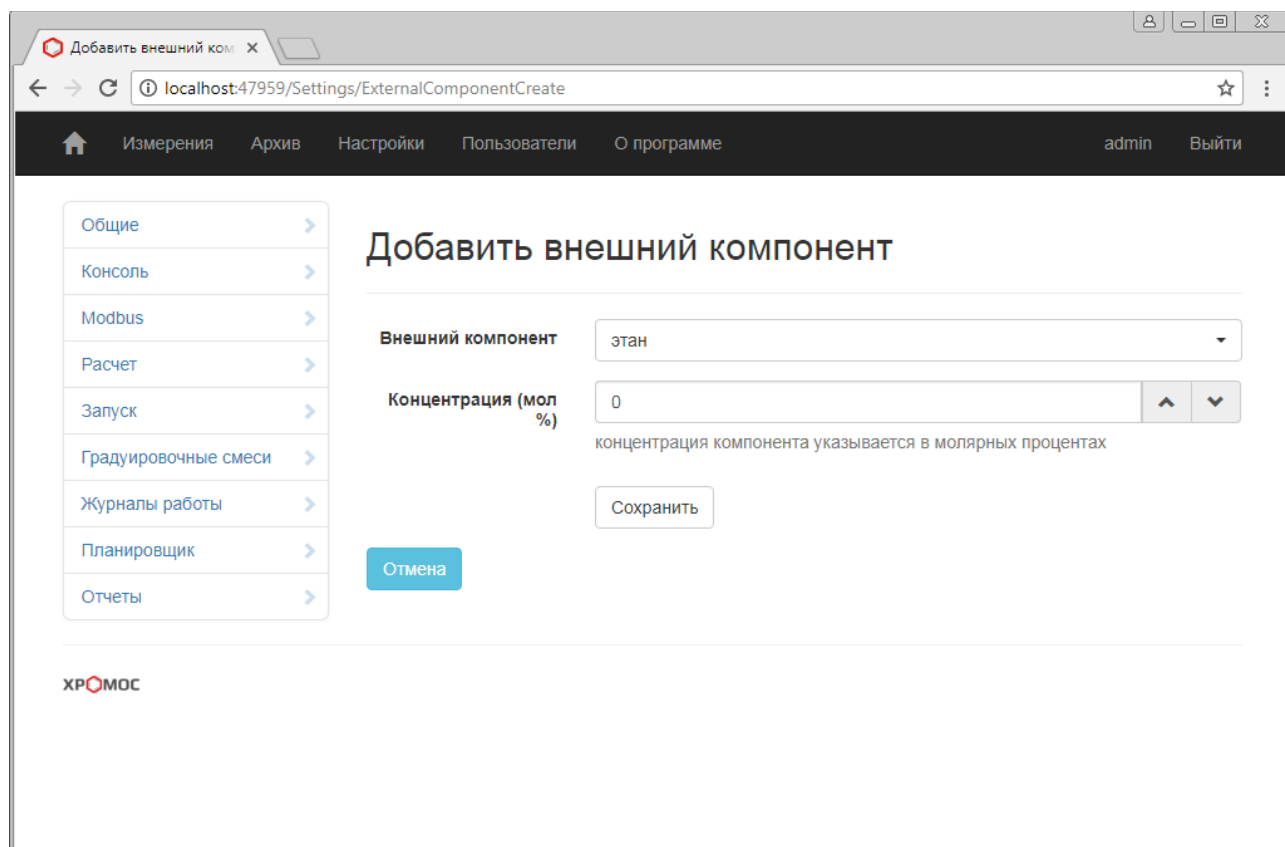 Добавить внешний ком
localhost:47959/Settings/ExternalComponentCreate
Измерения Архив Настройки Пользователи О программе admin Выйти
Общие
Консоль
Modbus
Расчет
Запуск
Градуировочные смеси
Журналы работы
Планировщик
Отчеты
Добавить внешний компонент
Внешний компонент этан
Концентрация (мол
%)
0
концентрация компонента указывается в молярных процентах
Сохранить
Отмена
ХРОМОС